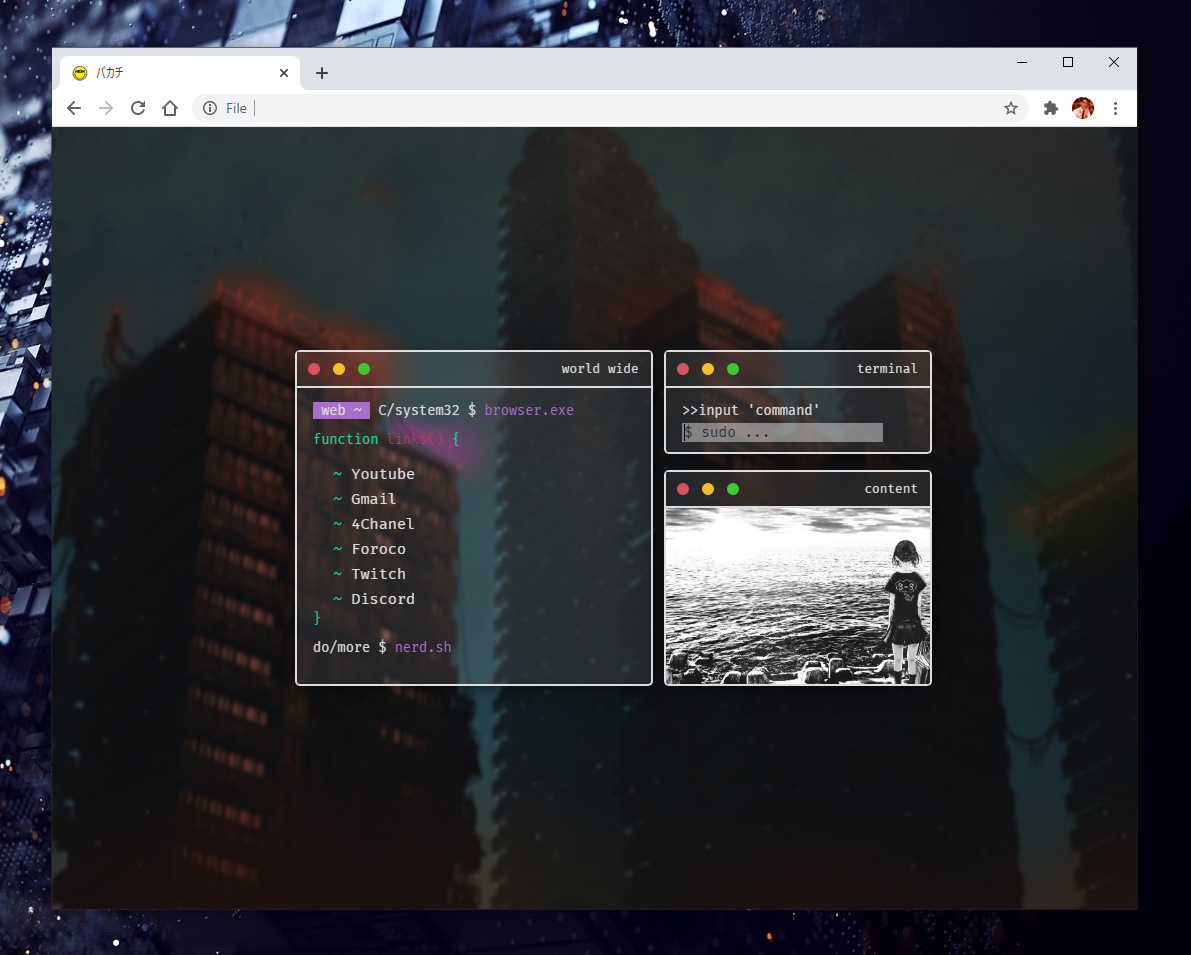 バカチ
File
world wide
web ~ C/system32 $ browser.exe
function links() {
~ Youtube
~ Gmail
~ 4Chanel
~ Foroco
~ Twitch
~ Discord
}
do/more $ nerd.sh
terminal
>>input 'command'
$ sudo ...
content